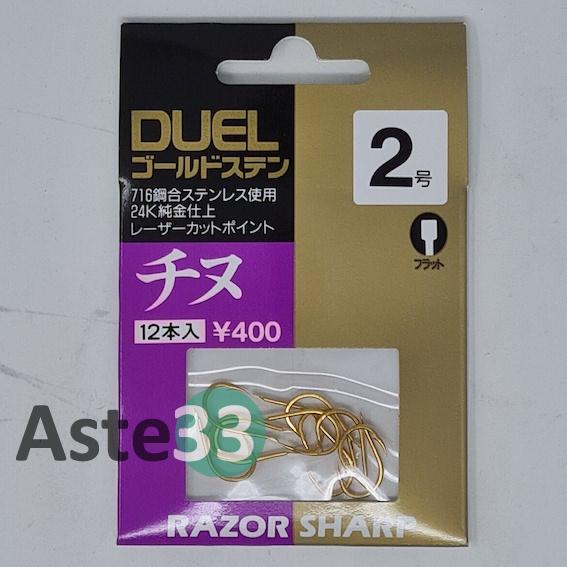 DUEL
ゴールドステン
716鋼合ステンレス使用
24K純金仕上
レーザーカットポイント
チヌ
12本入 ¥400
2号
フラット
Aste33
RAZOR SHARP